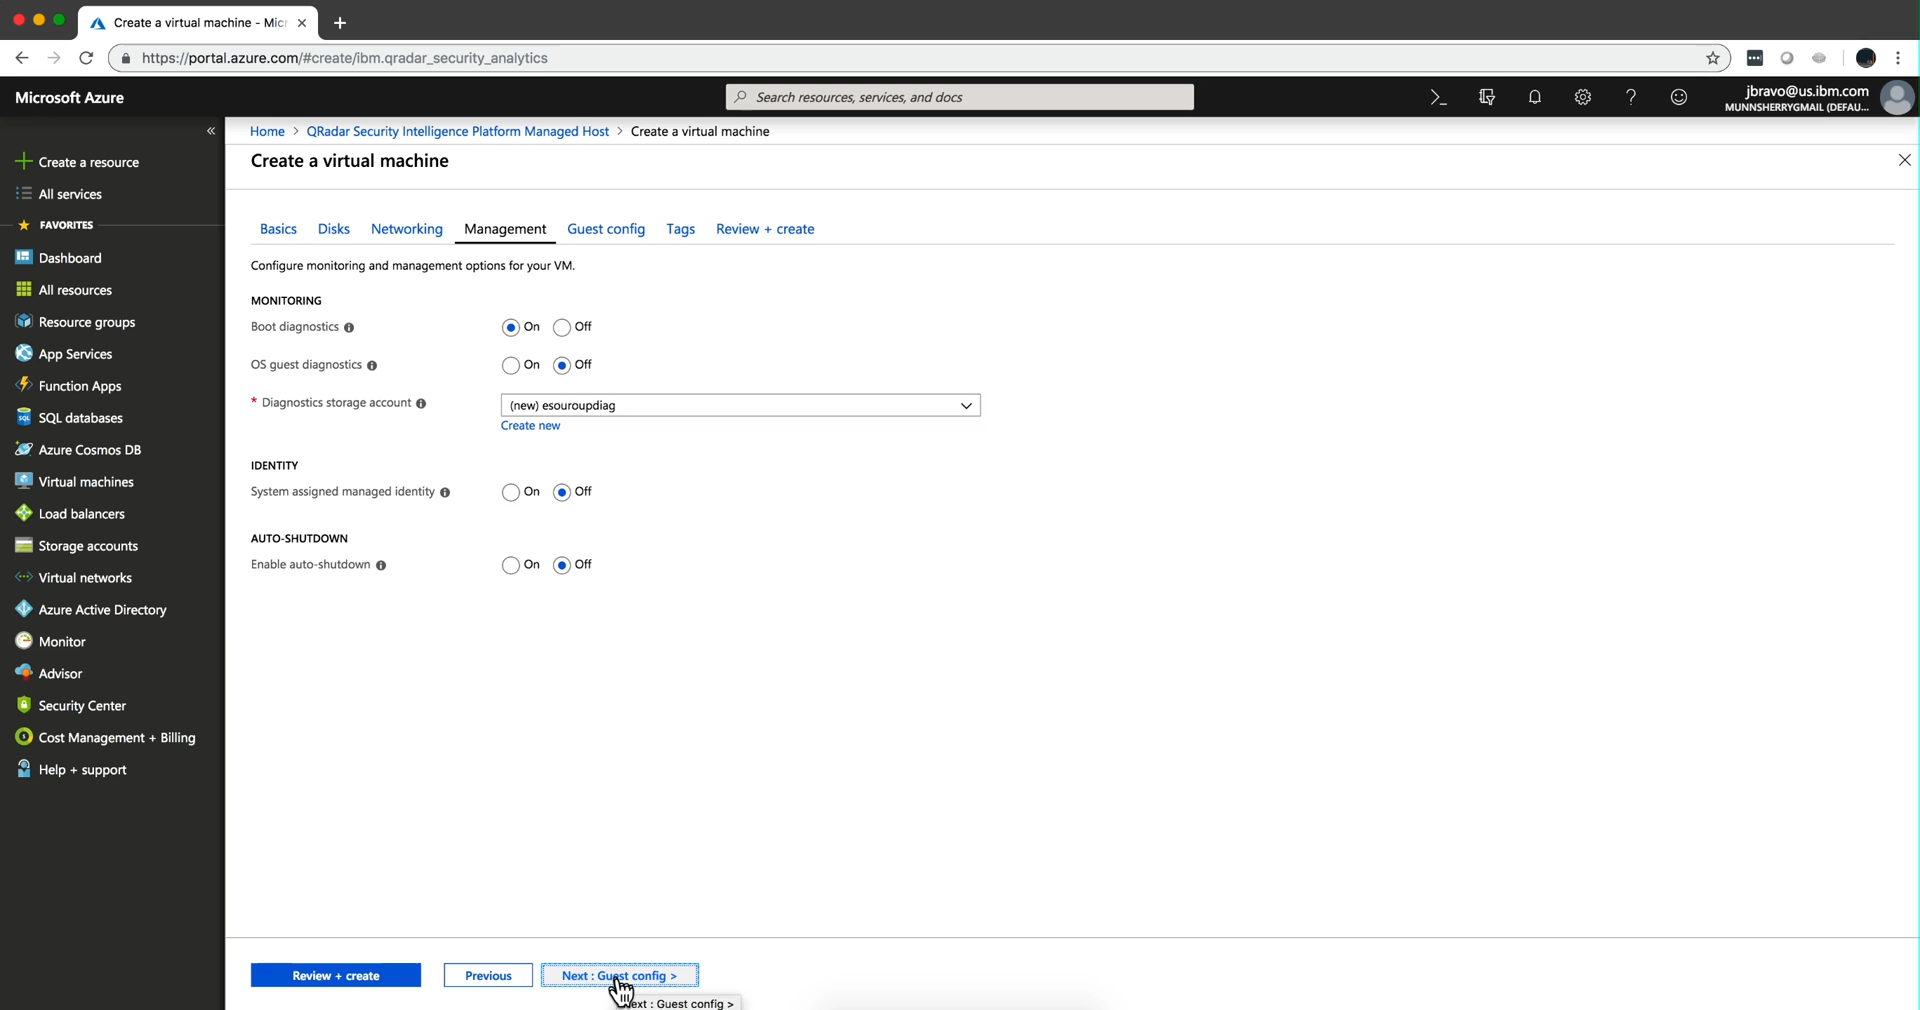 Create a virtual machine - Mic
https://portal.azure.com/#create/ibm.qradar_security_analytics
Microsoft Azure
Search resources, services, and docs
jbravo@us.ibm.com
MUNNSHERRYGMAIL (DEFAU...
Home > QRadar Security Intelligence Platform Managed Host > Create a virtual machine
Create a virtual machine
Create a resource
All services
FAVORITES
Dashboard
All resources
Resource groups
App Services
Function Apps
SQL databases
Azure Cosmos DB
Virtual machines
Load balancers
Storage accounts
Virtual networks
Azure Active Directory
Monitor
Advisor
Security Center
Cost Management + Billing
Help + support
Basics Disks Networking Management Guest config Tags Review + create
Configure monitoring and management options for your VM.
MONITORING
Boot diagnostics On Off
OS guest diagnostics On Off
* Diagnostics storage account (new) esouroupdiag
Create new
IDENTITY
System assigned managed identity On Off
AUTO-SHUTDOWN
Enable auto-shutdown On Off
Review + create Previous Next : Guest config >
ext : Guest config >